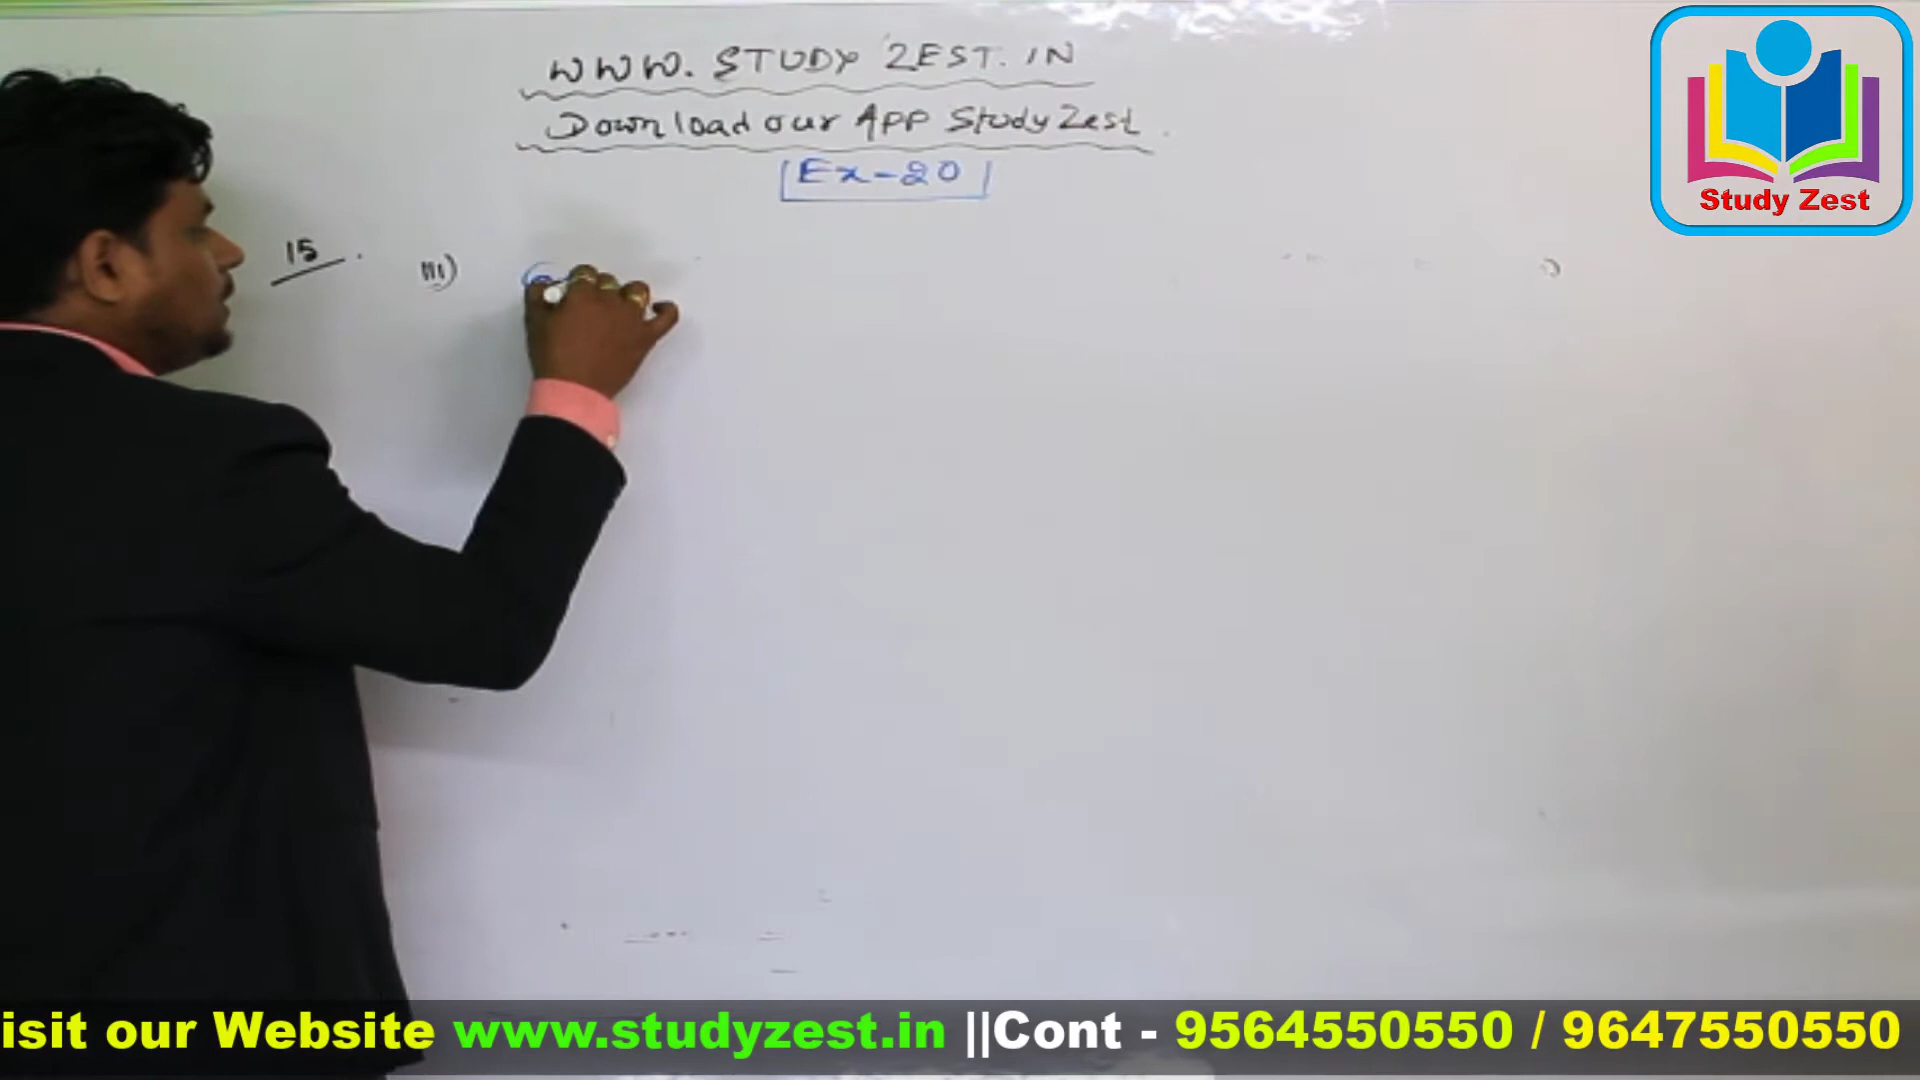 WWW. STUDY ZEST. IN
Download our APP Study Zest.
Ex-20
15.
III)
Study Zest
isit our Website www.studyzest.in ||Cont - 9564550550 / 9647550550